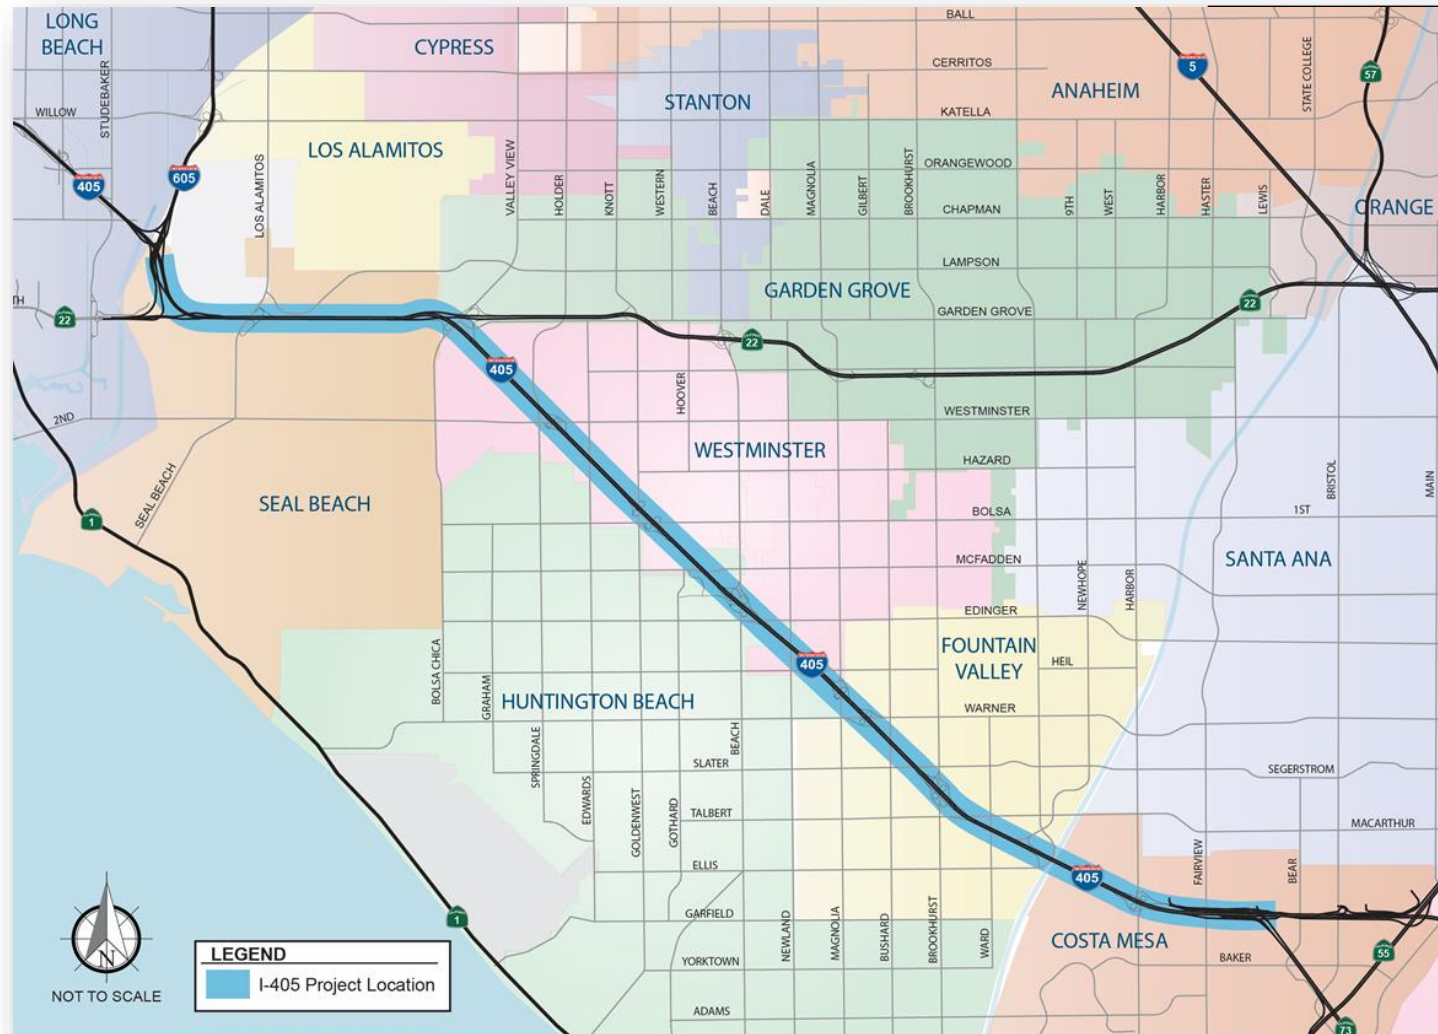 LONG
BEACH
CYPRESS
BALL
CERRITOS
5
STATE COLLEGE
57
STUDEBAKER
WILLOW
STANTON
ANAHEIM
KATELLA
LOS ALAMITOS
405
605
LOS ALAMITOS
VALLEY VIEW
HOLDER
KNOTT
WESTERN
BEACH
DALE
MAGNOLIA
GILBERT
BROOKHURST
ORANGEWOOD
CHAPMAN
9TH
WEST
HARBOR
HASTER
LEWIS
ORANGE
LAMPSON
TH
22
GARDEN GROVE
GARDEN GROVE
22
22
405
HOOVER
WESTMINSTER
2ND
WESTMINSTER
HAZARD
SEAL BEACH
SEAL BEACH
1
BOLSA
1ST
BRISTOL
MAIN
MCFADDEN
SANTA ANA
NEWHOPE
HARBOR
EDINGER
FOUNTAIN
VALLEY
HEIL
405
BOLSA CHICA
GRAHAM
HUNTINGTON BEACH
WARNER
SPRINGDALE
BEACH
SLATER
SEGERSTROM
EDWARDS
GOLDENWEST
GOTHARD
TALBERT
MACARTHUR
ELLIS
405
FAIRVIEW
BEAR
GARFIELD
1
NEWLAND
MAGNOLIA
BUSHARD
BROOKHURST
WARD
COSTA MESA
BAKER
55
YORKTOWN
ADAMS
73
N
NOT TO SCALE
LEGEND
I-405 Project Location